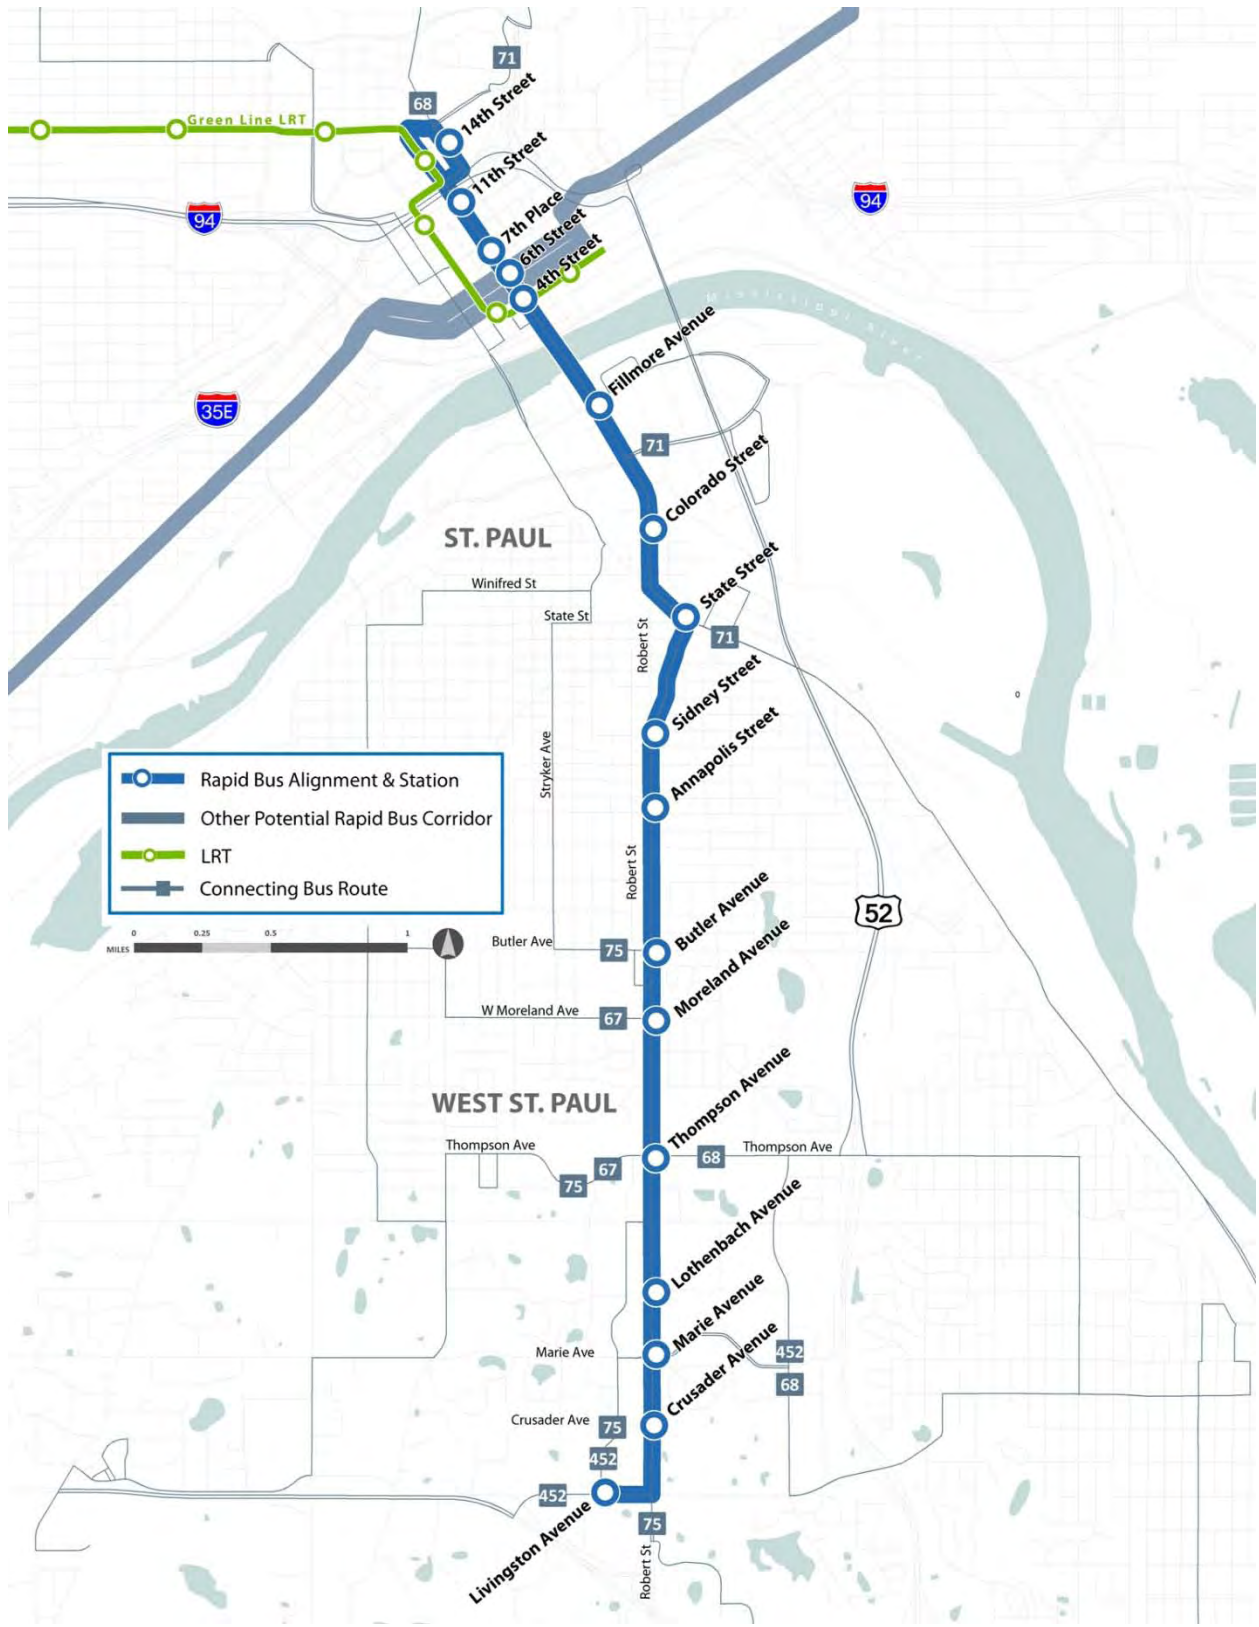 71
68
14th Street
Green Line LRT
11th Street
94
94
7th Place
6th Street
4th Street
Mississippi River
Fillmore Avenue
35E
71
Colorado Street
ST. PAUL
State Street
Winifred St
State St
Robert St
71
Sidney Street
0
Annapolis Street
Stryker Ave
Rapid Bus Alignment & Station
Other Potential Rapid Bus Corridor
LRT
Connecting Bus Route
Robert St
Butler Avenue
52
0 0.25 0.5 1
MILES
Butler Ave
75
Moreland Avenue
W Moreland Ave
67
Thompson Avenue
WEST ST. PAUL
Thompson Ave
67
75
68
Thompson Ave
Lothenbach Avenue
Marie Avenue
Marie Ave
452
68
Crusader Avenue
Crusader Ave
75
452
452
Livingston Avenue
75
Robert St